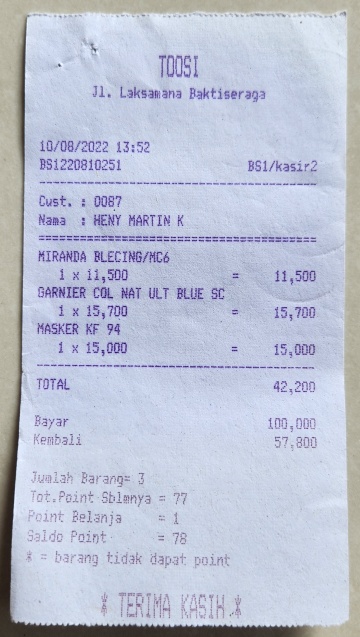 TOOSI
Jl. Laksamana Baktiseraga
10/08/2022 13:52
BS1220810251 BS1/kasir2
Cust. : 0087
Nama : HENY MARTIN K
MIRANDA BLECING/MC6
1 x 11,500 = 11,500
GARNIER COL NAT ULT BLUE SC
1 x 15,700 = 15,700
MASKER KF 94
1 x 15,000 = 15,000
TOTAL 42,200
Bayar 100,000
Kembali 57,800
Jumlah Barang= 3
Tot.Point Sblmnya = 77
Point Belanja = 1
Saldo Point = 78
* = barang tidak dapat point
* TERIMA KASIH *